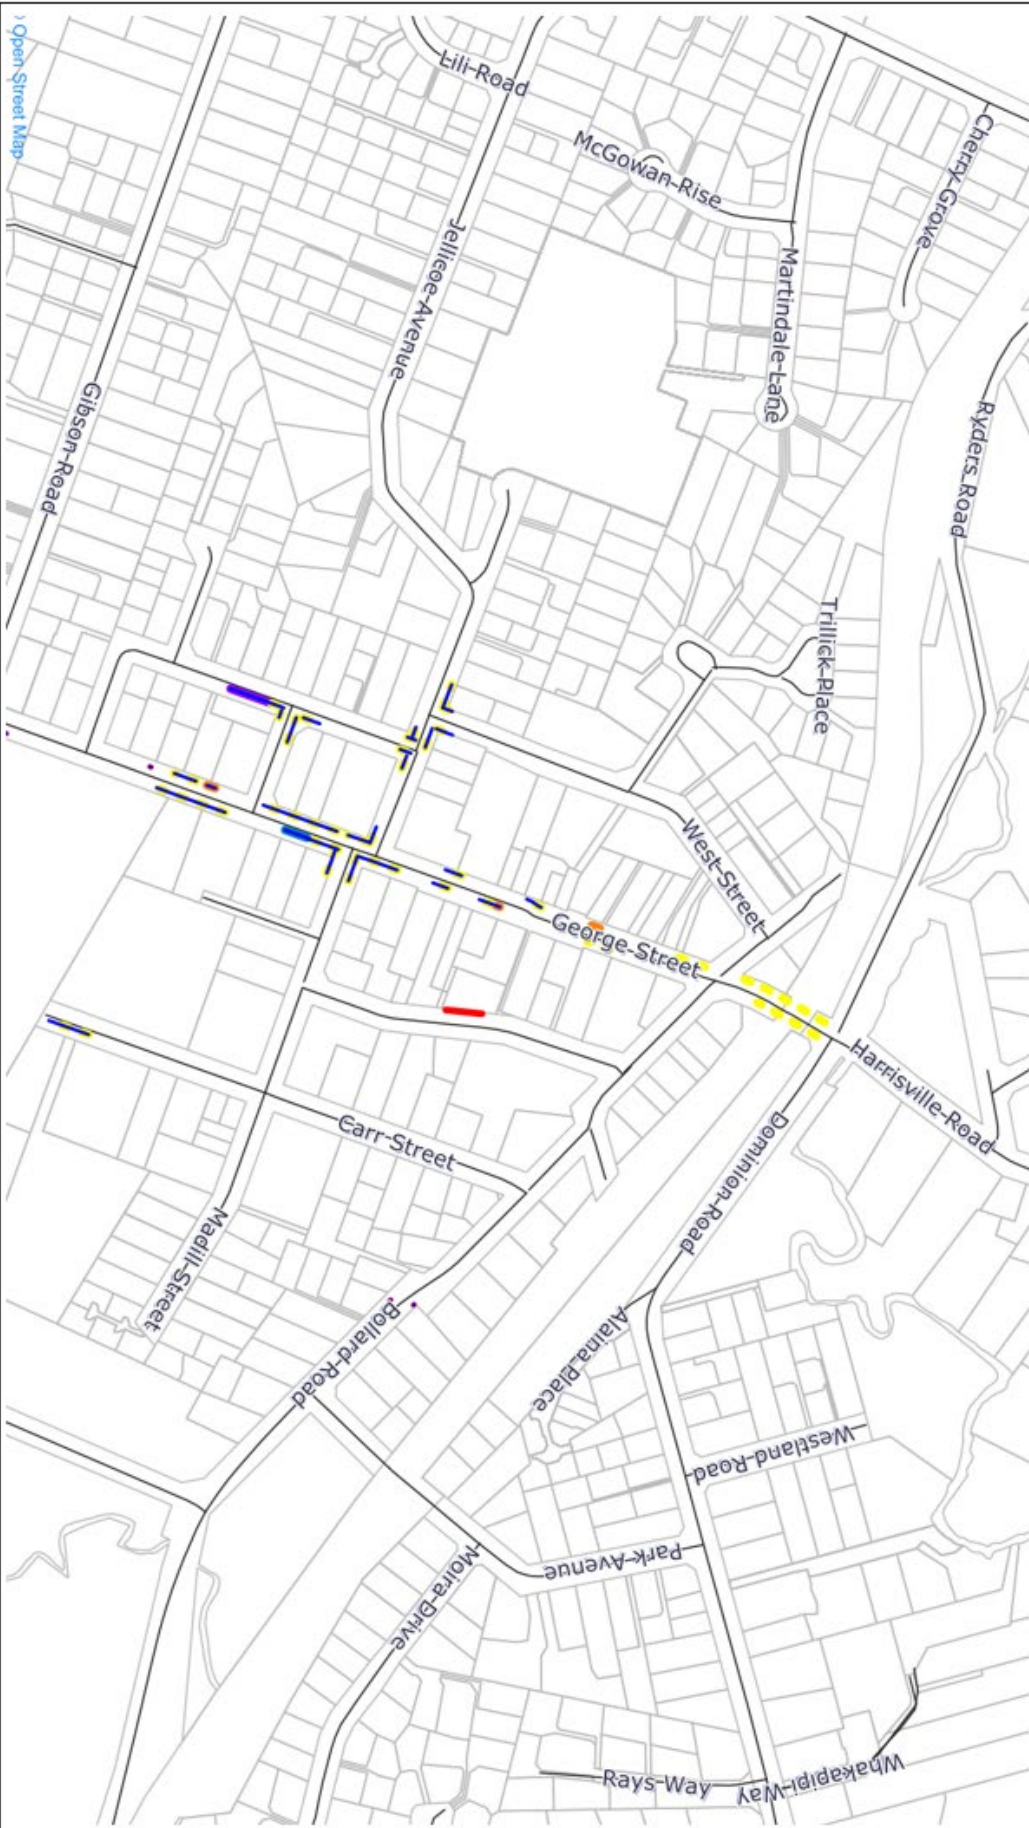 © Open Street Map
Lili-Road
Cherry-Grove
McGowan-Rise
Jellicoe-Avenue
Martindale-Lane
Gibson-Road
Ryders-Road
Trillick-Place
West-Street
George-Street
Harrisville-Road
Carr-Street
Dominion-Road
Madill-Street
Bollard-Road
Alaina-Place
Westland-Road
Park-Avenue
Moira-Drive
Rays-Way
Whakapipi-Way